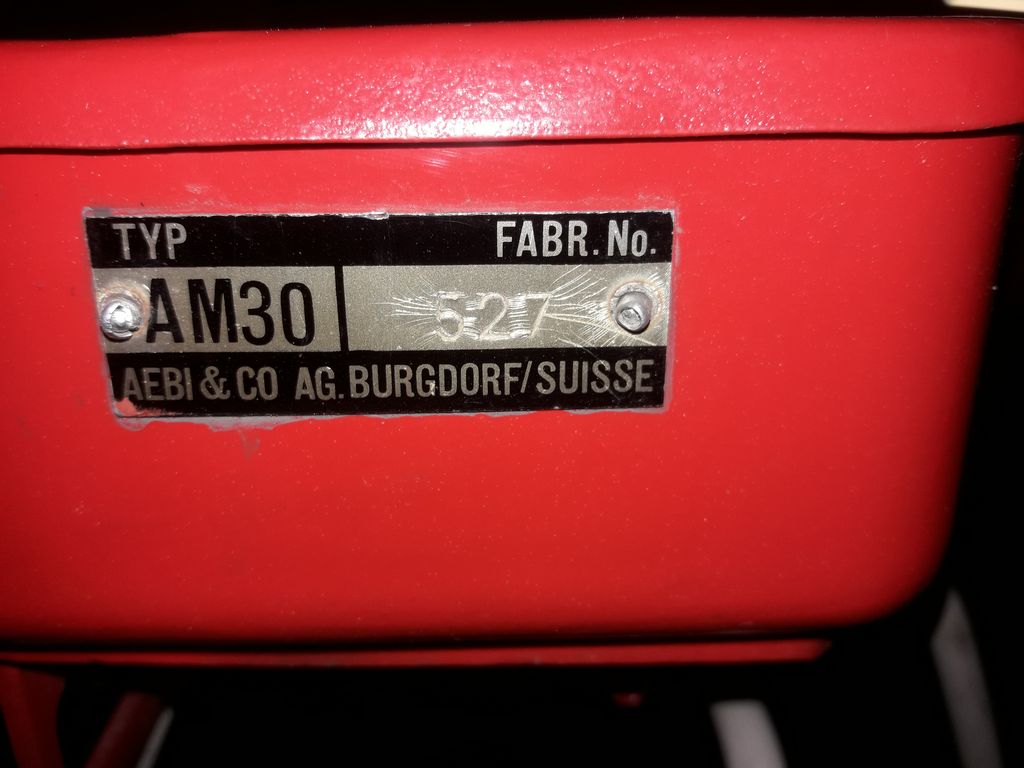 TYP FABR. No.
AM30 527
AEBI & CO AG. BURGDORF/SUISSE